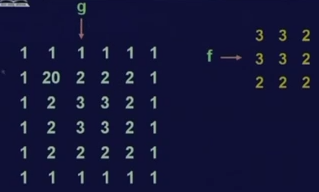 g
1 1 1 1 1 1
1 20 2 2 2 1
1 2 3 3 2 1
1 2 3 3 2 1
1 2 2 2 2 1
1 1 1 1 1 1
f → 3 3 2
3 3 2
2 2 2